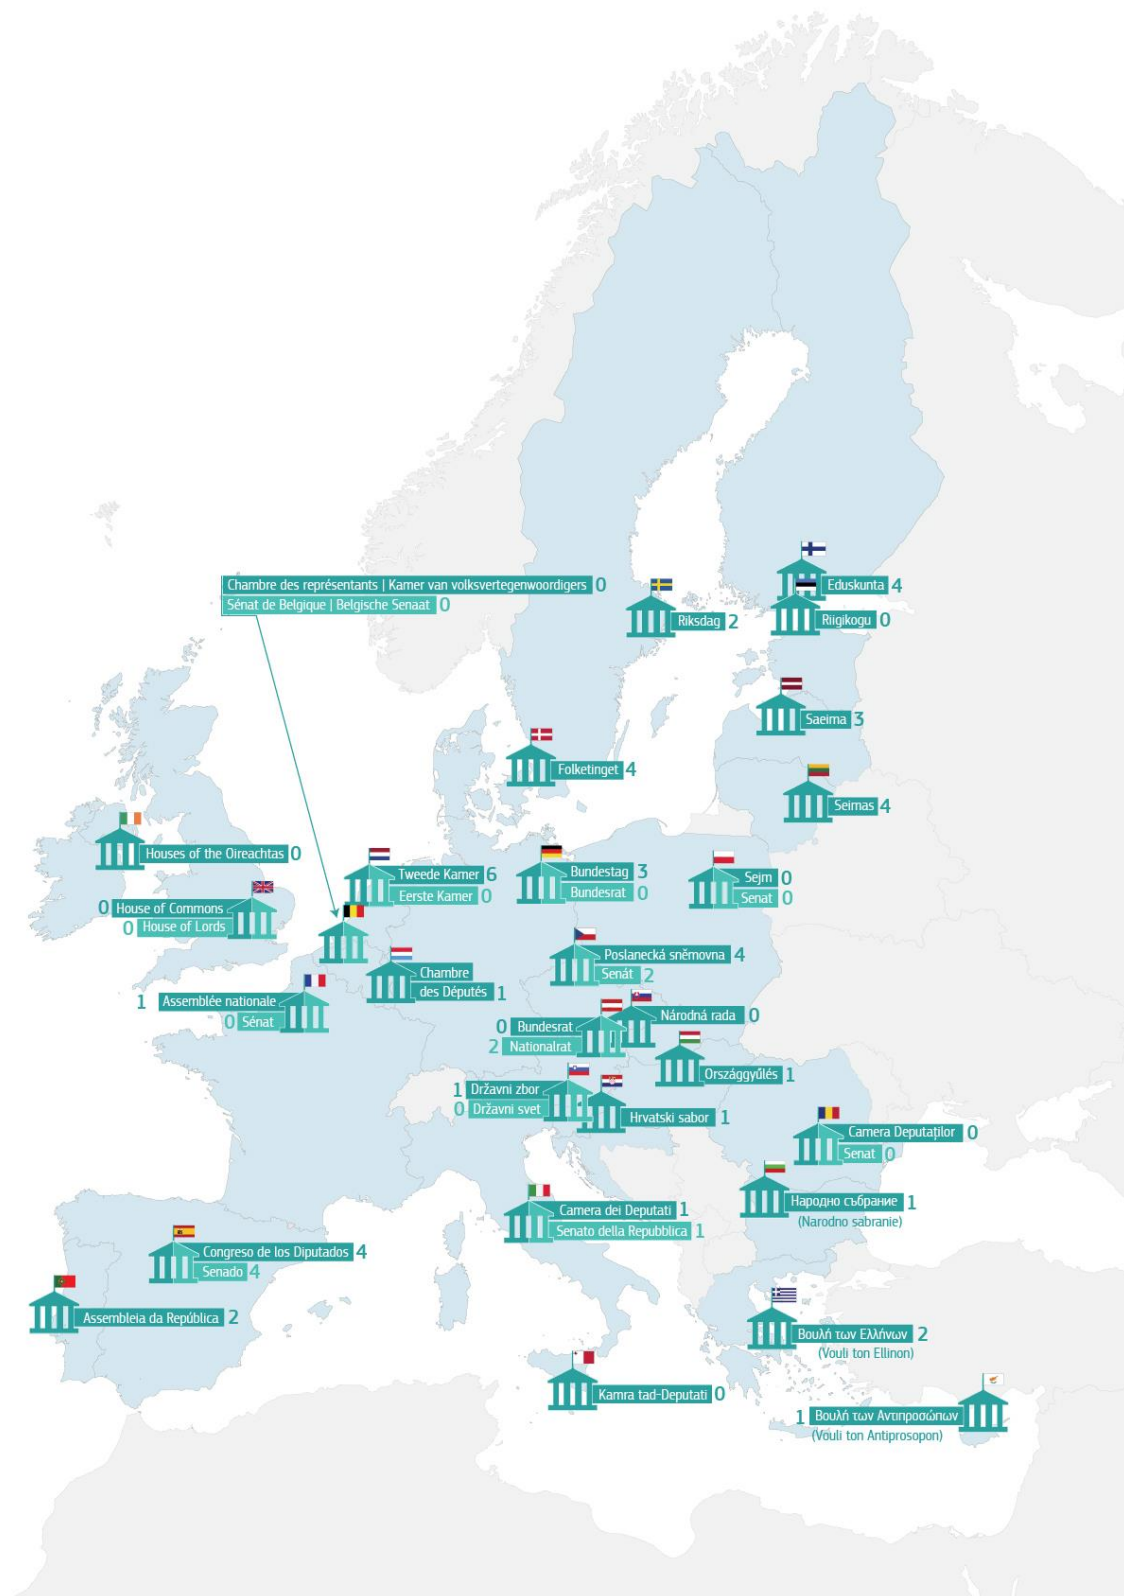 Eduskunta 4
Chambre des représentants | Kamer van volksvertegenwoordigers 0
Sénat de Belgique | Belgische Senaat 0
Riksdag 2
Riigikogu 0
Saeima 3
Folketinget 4
Seimas 4
Houses of the Oireachtas 0
Tweede Kamer 6
Eerste Kamer 0
Bundestag 3
Bundesrat 0
Sejm 0
Senat 0
0 House of Commons
0 House of Lords
Poslanecká sněmovna 4
Senát 2
Chambre
des Députés 1
1 Assemblée nationale
0 Sénat
Národná rada 0
0 Bundesrat
2 Nationalrat
Országgyűlés 1
1 Državni zbor
0 Državni svet
Hrvatski sabor 1
Camera Deputaților 0
Senat 0
Народно събрание 1
(Narodno sabranie)
Camera dei Deputati 1
Senato della Repubblica 1
Congreso de los Diputados 4
Senado 4
Assembleia da República 2
Βουλή των Ελλήνων 2
(Vouli ton Ellinon)
Kamra tad-Deputati 0
1 Βουλή των Αντιπροσώπων
(Vouli ton Antiprosopon)